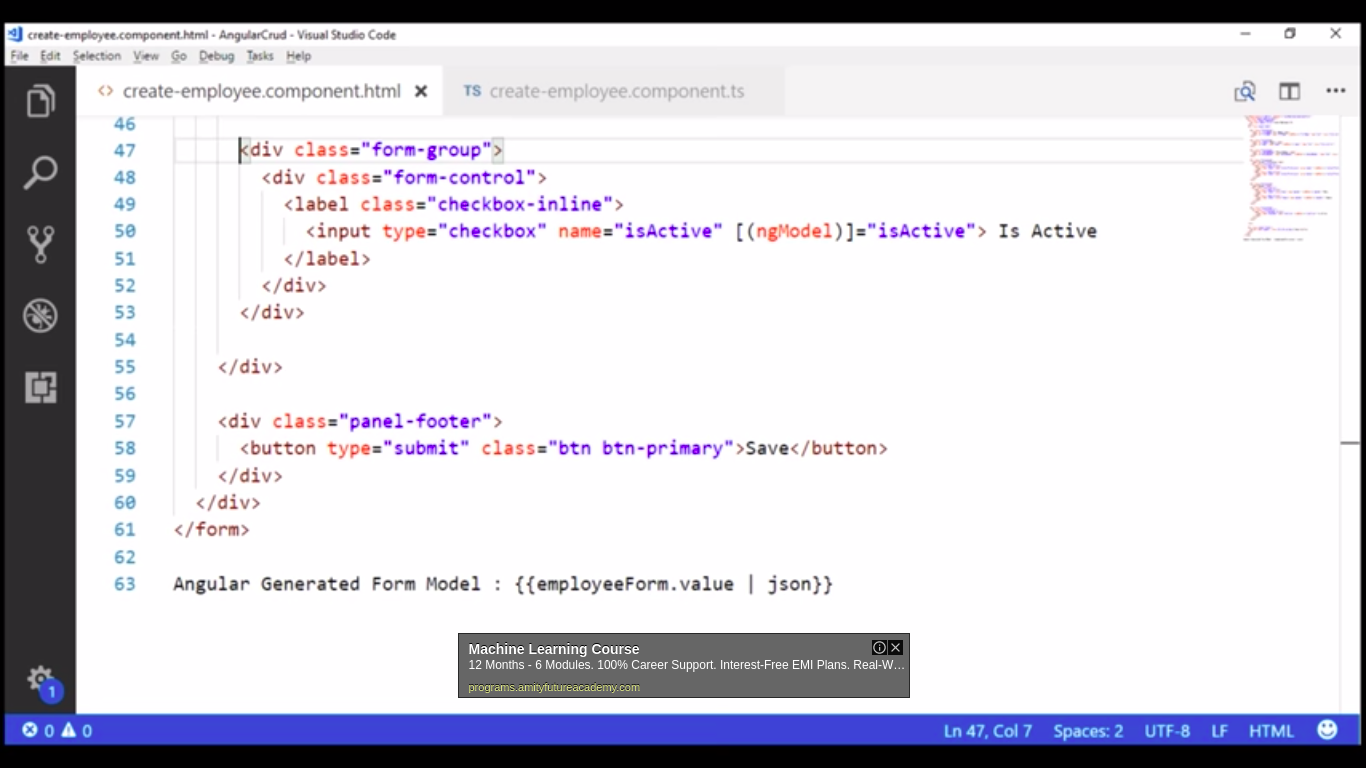 create-employee.component.html - AngularCrud - Visual Studio Code
File Edit Selection View Go Debug Tasks Help
<> create-employee.component.html TS create-employee.component.ts
46
47 <div class="form-group">
48 <div class="form-control">
49 <label class="checkbox-inline">
50 <input type="checkbox" name="isActive" [(ngModel)]="isActive"> Is Active
51 </label>
52 </div>
53 </div>
54
55 </div>
56
57 <div class="panel-footer">
58 <button type="submit" class="btn btn-primary">Save</button>
59 </div>
60 </div>
61 </form>
62
63 Angular Generated Form Model : {{employeeForm.value | json}}
Machine Learning Course
12 Months - 6 Modules. 100% Career Support. Interest-Free EMI Plans. Real-W...
programs.amityfutureacademy.com
1
0 0 Ln 47, Col 7 Spaces: 2 UTF-8 LF HTML